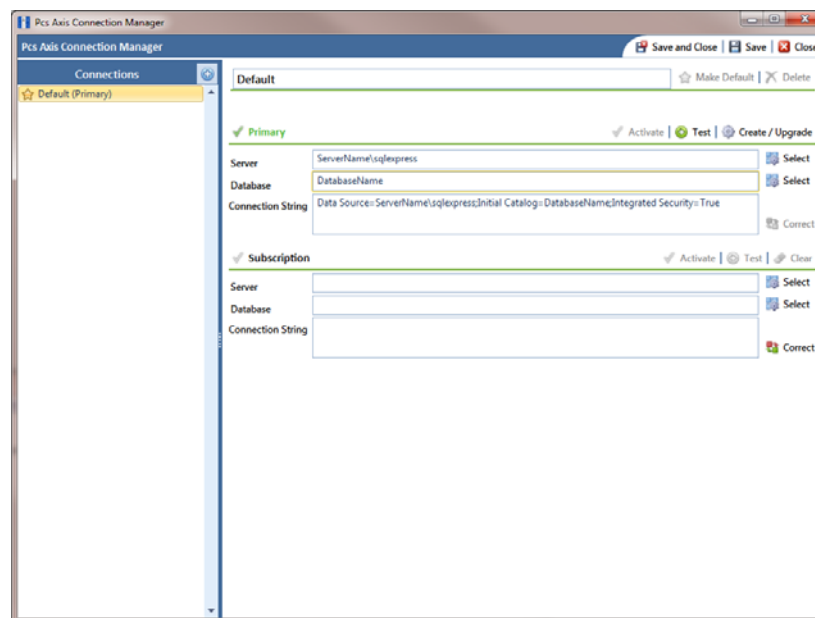 Pcs Axis Connection Manager
Pcs Axis Connection Manager
Save and Close | Save | Close
Connections
Default (Primary)
Default
Make Default | Delete
Primary
Activate | Test | Create / Upgrade
Server
ServerName\sqlexpress
Select
Database
DatabaseName
Select
Connection String
Data Source=ServerName\sqlexpress;Initial Catalog=DatabaseName;Integrated Security=True
Correct
Subscription
Activate | Test | Clear
Server
Select
Database
Select
Connection String
Correct